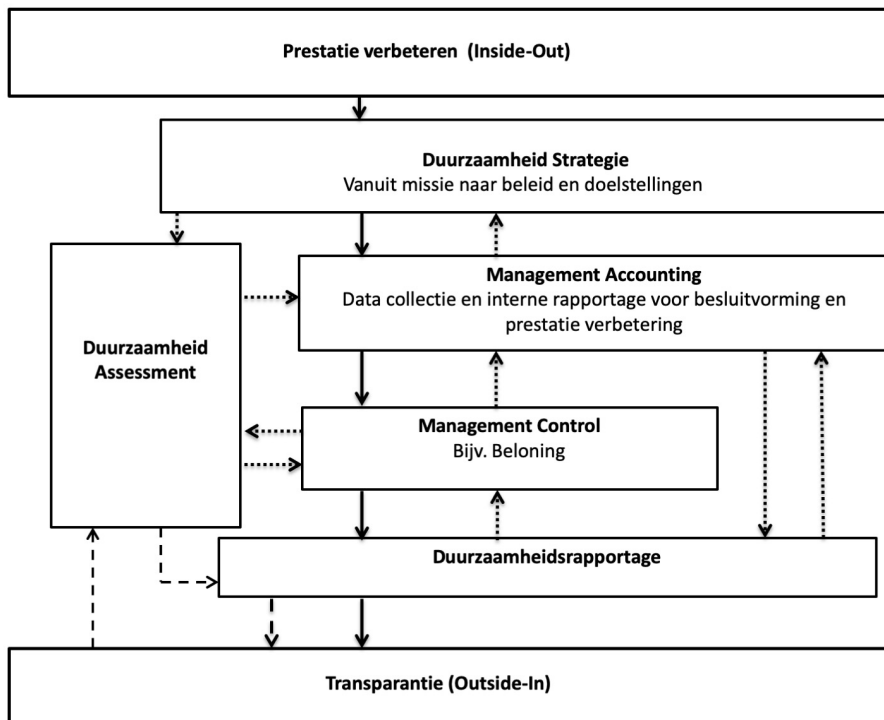 Prestatie verbeteren (Inside-Out)
Duurzaamheid Strategie
Vanuit missie naar beleid en doelstellingen
Management Accounting
Data collectie en interne rapportage voor besluitvorming en
prestatie verbetering
Duurzaamheid
Assessment
Management Control
Bijv. Beloning
Duurzaamheidsrapportage
Transparantie (Outside-In)